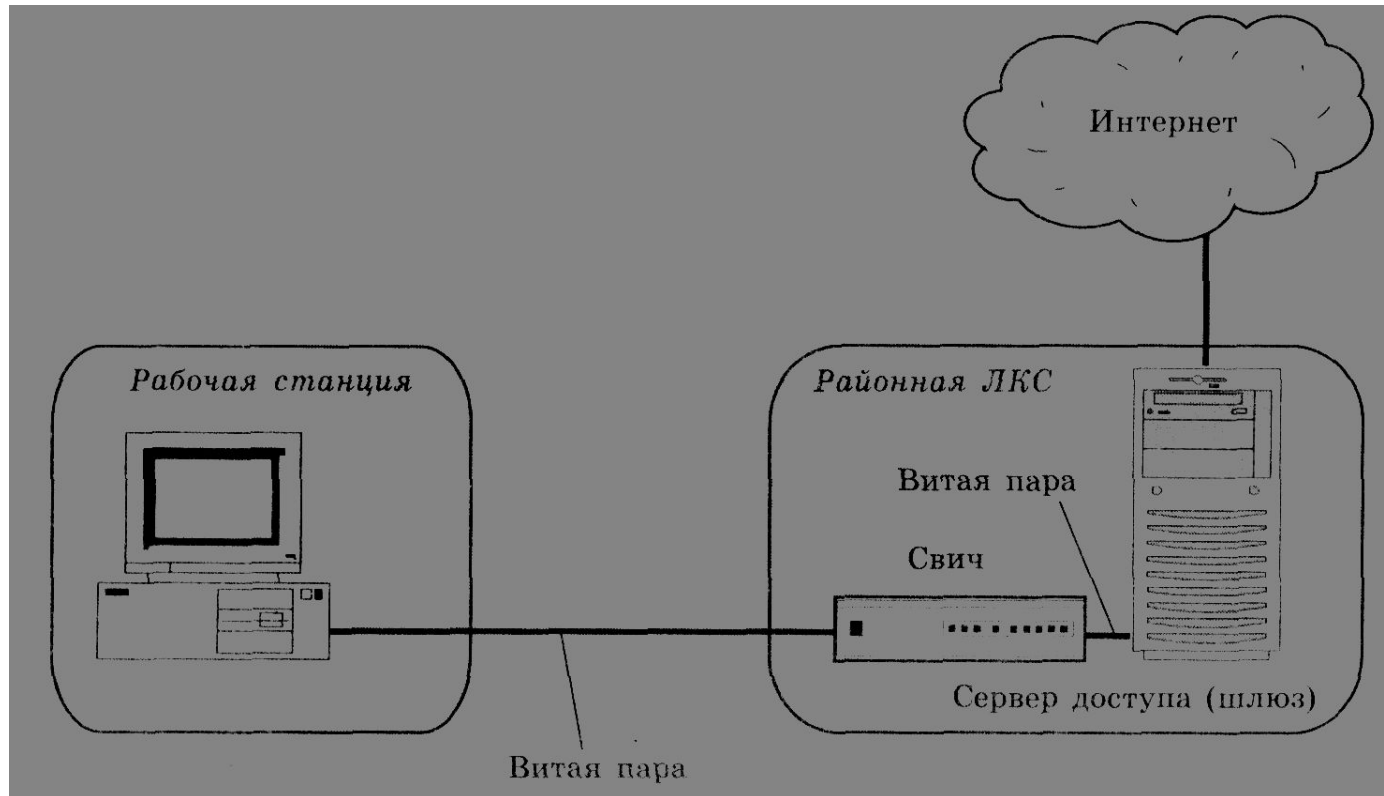 Интернет
Рабочая станция
Районная ЛКС
Витая пара
Свич
Сервер доступа (шлюз)
Витая пара